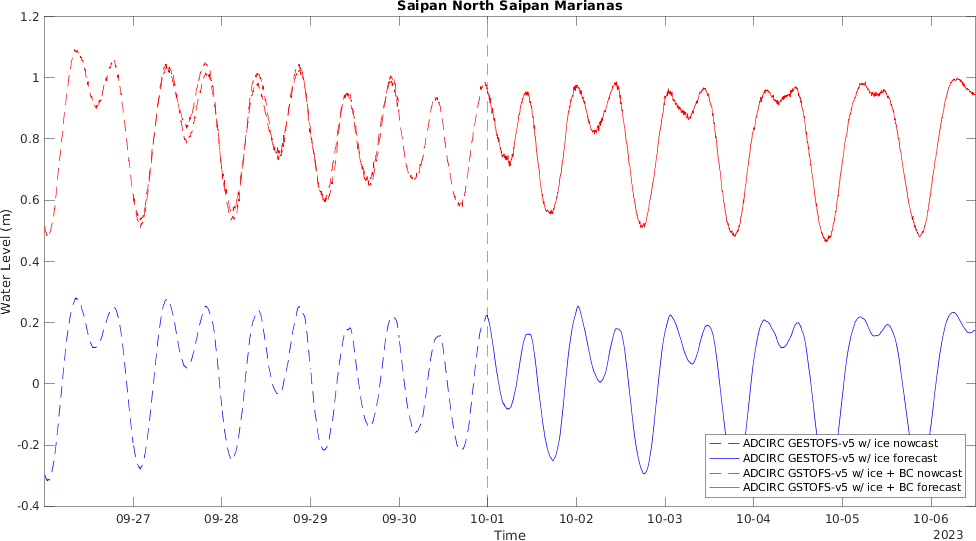 Saipan North Saipan Marianas
1.2
1
0.8
0.6
0.4
0.2
0
-0.2
-0.4
Water Level (m)
ADCIRC GESTOFS-v5 w/ ice nowcast
ADCIRC GESTOFS-v5 w/ ice forecast
ADCIRC GSTOFS-v5 w/ ice + BC nowcast
ADCIRC GSTOFS-v5 w/ ice + BC forecast
09-27 09-28 09-29 09-30 10-01 10-02 10-03 10-04 10-05 10-06
Time
2023